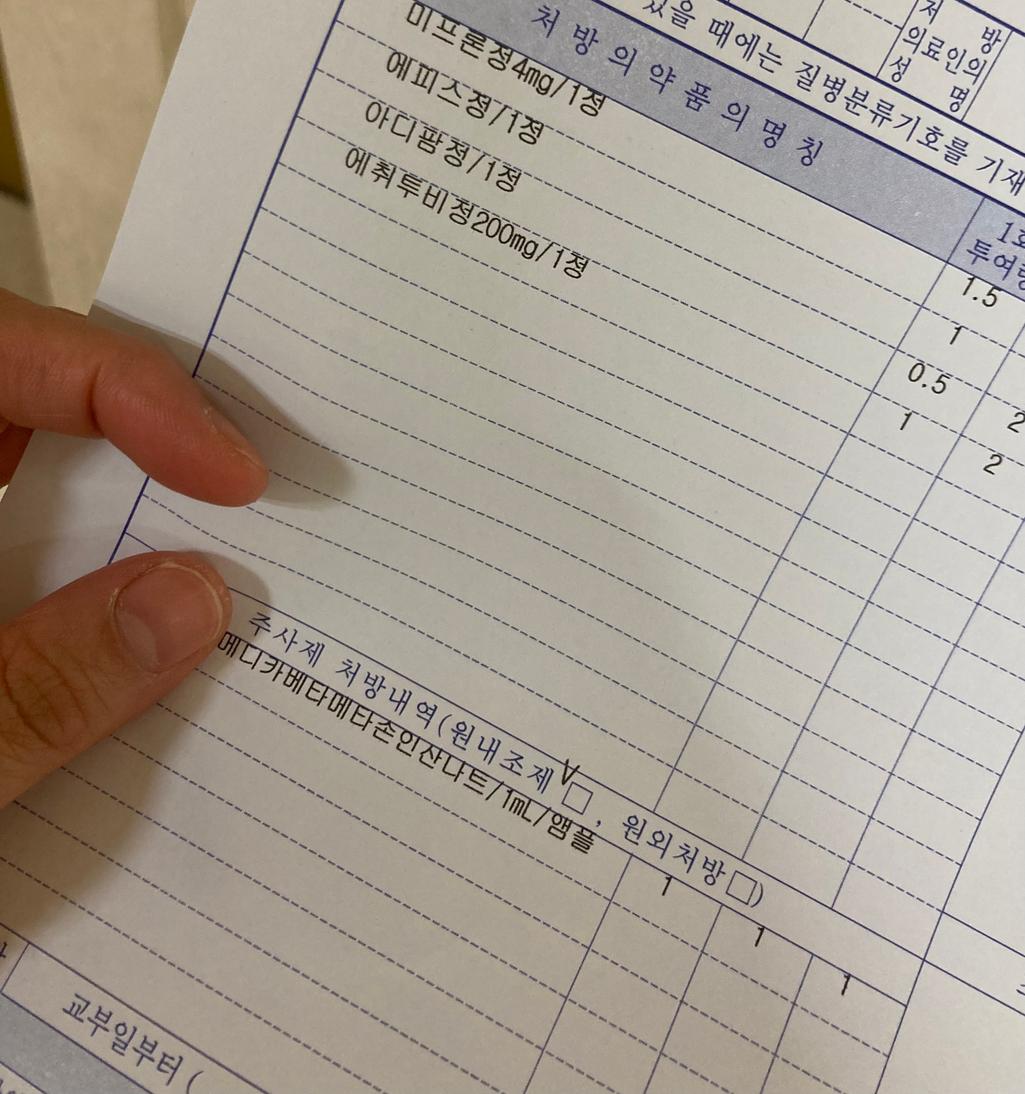 있을 때에는 질병분류기호를 기재
방
의료인의
성 명
처 방 의 약 품 의 명 칭
투여
미프론정4mg/1정 1.5
에피스정/1정 1
아디팜정/1정 0.5 2
에취투비정200mg/1정 1 2
주사제 처방내역(원내조제 V□, 원외처방□)
메디카베타메타손인산나트/1mL/앰플 1 1 1
교부일부터 (